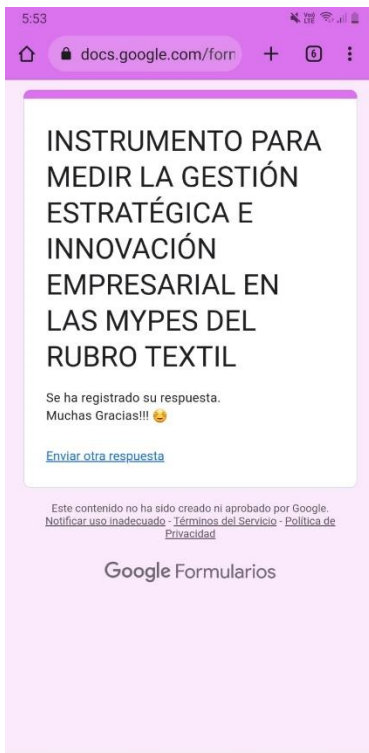 5:53
docs.google.com/forn
6
INSTRUMENTO PARA
MEDIR LA GESTIÓN
ESTRATÉGICA E
INNOVACIÓN
EMPRESARIAL EN
LAS MYPES DEL
RUBRO TEXTIL
Se ha registrado su respuesta.
Muchas Gracias!!! 😊
Enviar otra respuesta
Este contenido no ha sido creado ni aprobado por Google.
Notificar uso inadecuado - Términos del Servicio - Política de
Privacidad
Google Formularios